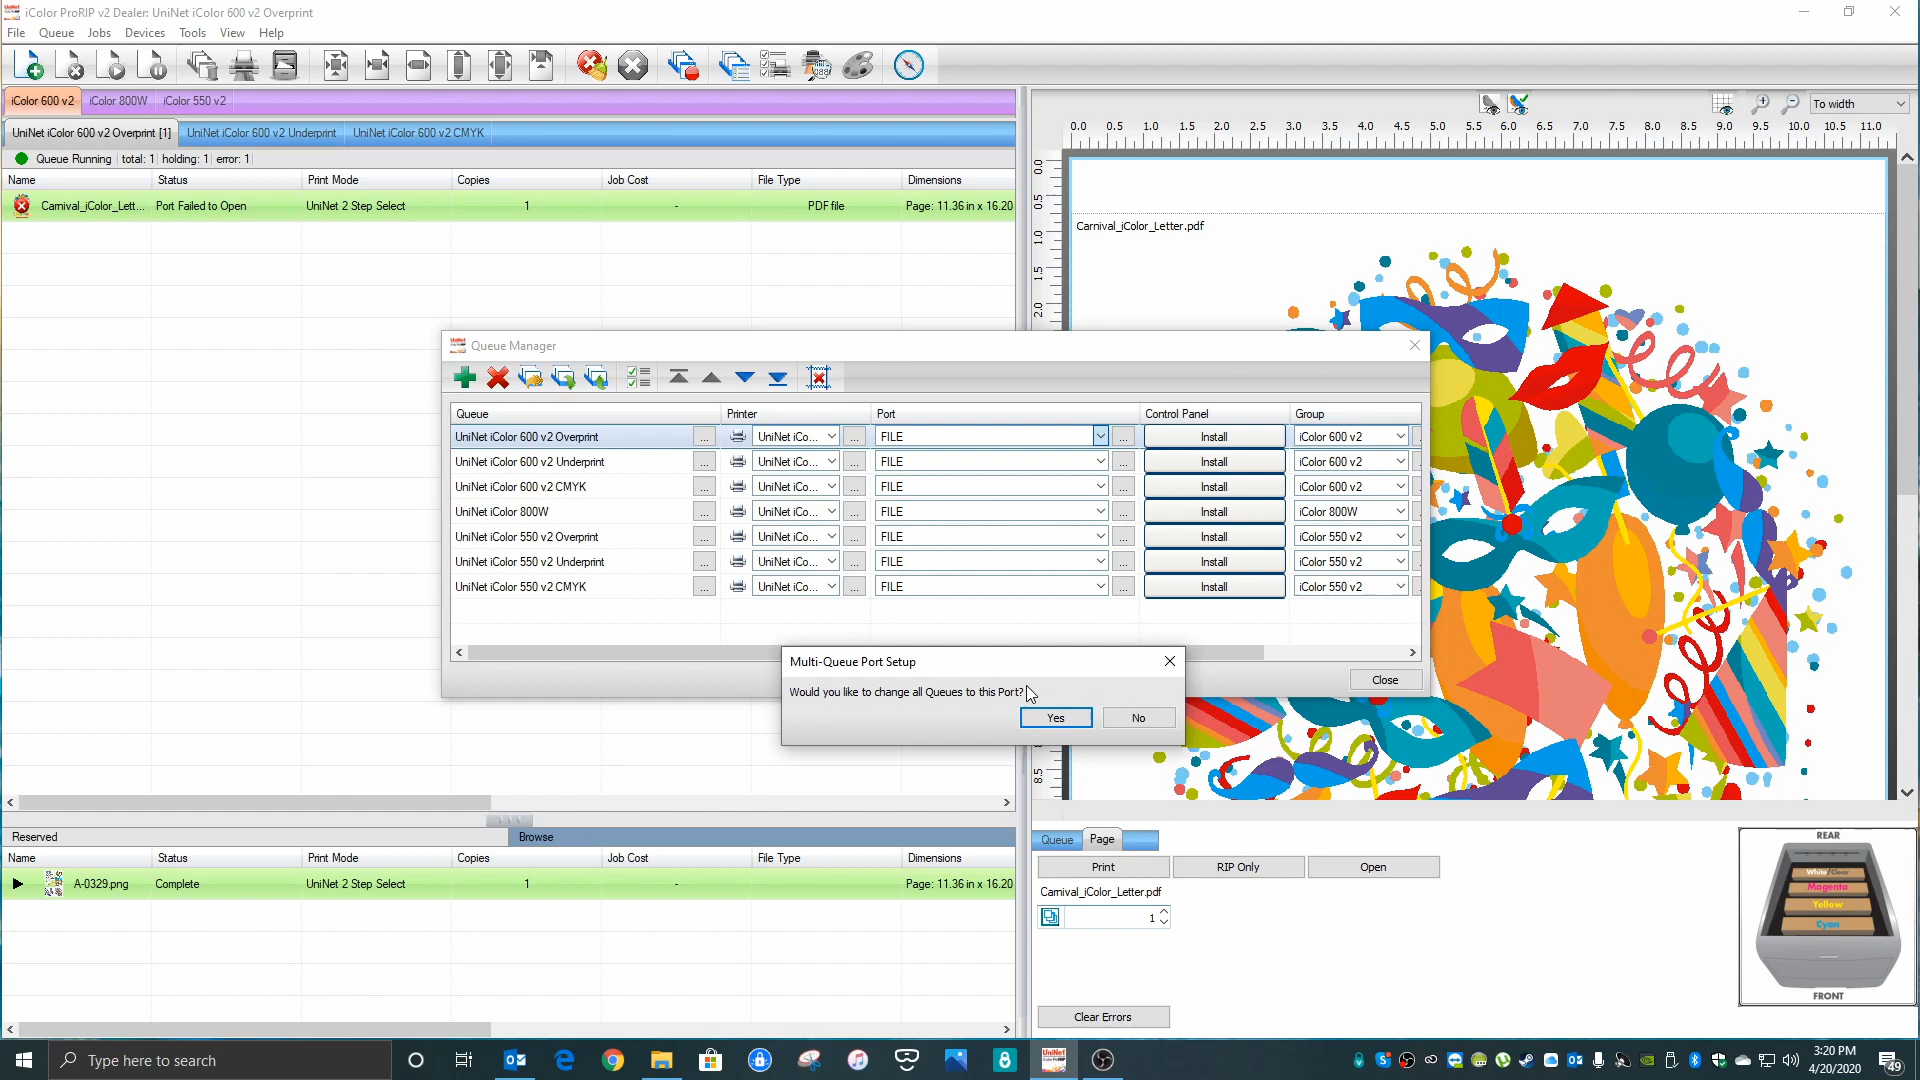 iColor ProRIP v2 Dealer: UniNet iColor 600 v2 Overprint
File Queue Jobs Devices Tools View Help
iColor 600 v2 iColor 800W iColor 550 v2
UniNet iColor 600 v2 Overprint [1] UniNet iColor 600 v2 Underprint UniNet iColor 600 v2 CMYK
Queue Running total: 1 holding: 1 error: 1
Name Status Print Mode Copies Job Cost File Type Dimensions
Carnival_iColor_Lett... Port Failed to Open UniNet 2 Step Select 1 - PDF file Page: 11.36 in x 16.20
To width
0.0 0.5 1.0 1.5 2.0 2.5 3.0 3.5 4.0 4.5 5.0 5.5 6.0 6.5 7.0 7.5 8.0 8.5 9.0 9.5 10.0 10.5 11.0
0.0
0.5
1.0
1.5
2.0
8.5
Carnival_iColor_Letter.pdf
Queue Manager
Queue Printer Port Control Panel Group
UniNet iColor 600 v2 Overprint ... UniNet iCo... ... FILE ... Install iColor 600 v2
UniNet iColor 600 v2 Underprint ... UniNet iCo... ... FILE ... Install iColor 600 v2
UniNet iColor 600 v2 CMYK ... UniNet iCo... ... FILE ... Install iColor 600 v2
UniNet iColor 800W ... UniNet iCo... ... FILE ... Install iColor 800W
UniNet iColor 550 v2 Overprint ... UniNet iCo... ... FILE ... Install iColor 550 v2
UniNet iColor 550 v2 Underprint ... UniNet iCo... ... FILE ... Install iColor 550 v2
UniNet iColor 550 v2 CMYK ... UniNet iCo... ... FILE ... Install iColor 550 v2
Close
Multi-Queue Port Setup
Would you like to change all Queues to this Port?
Yes No
Reserved Browse
Name Status Print Mode Copies Job Cost File Type Dimensions
A-0329.png Complete UniNet 2 Step Select 1 - Page: 11.36 in x 16.20
Queue Page
Print RIP Only Open
Carnival_iColor_Letter.pdf
1
Clear Errors
REAR
White/Clear
Magenta
Yellow
Cyan
FRONT
Type here to search
UniNet
3:20 PM
4/20/2020
49